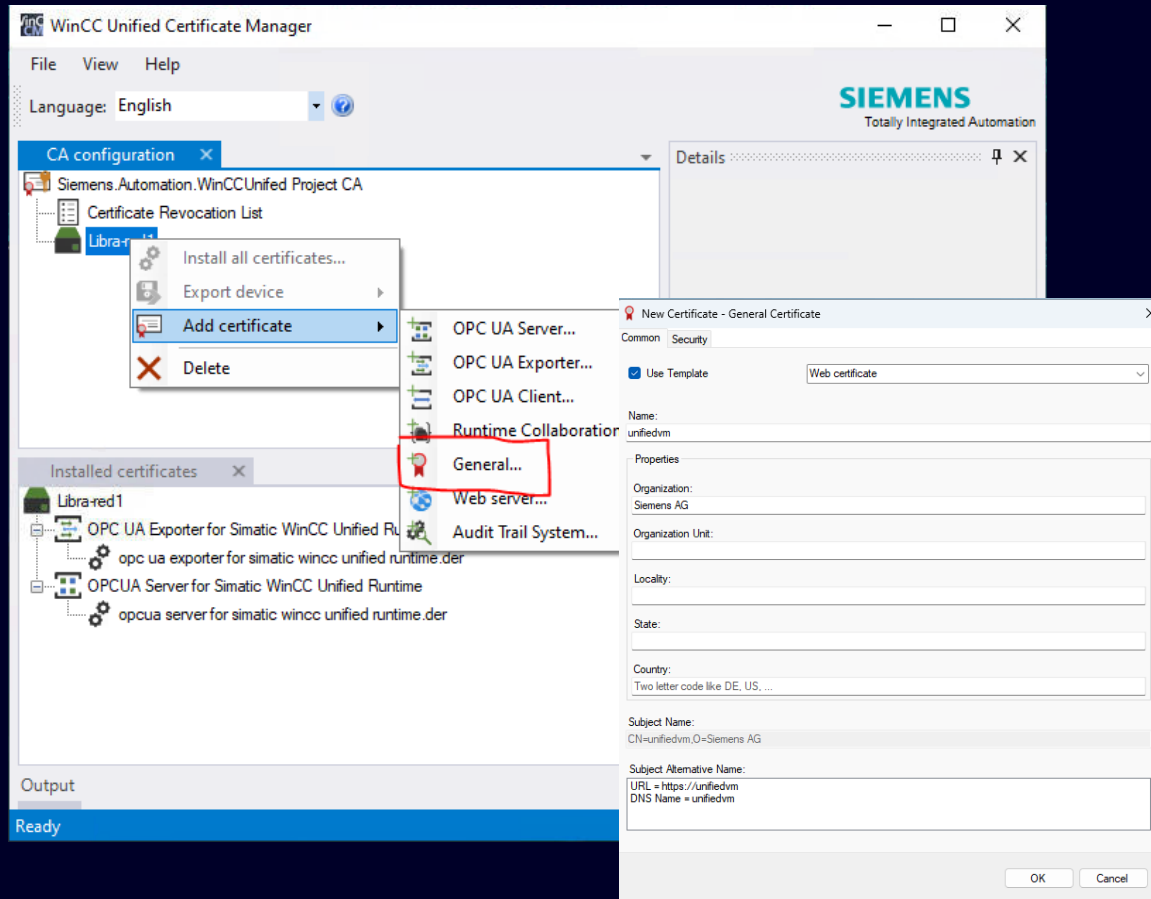 WinCC Unified Certificate Manager
File View Help
Language: English
SIEMENS
Totally Integrated Automation
CA configuration
Siemens.Automation.WinCCUnifed Project CA
Certificate Revocation List
Libra-red1
Install all certificates...
Export device
Add certificate
Delete
OPC UA Server...
OPC UA Exporter...
OPC UA Client...
Runtime Collaboration
General...
Web server...
Audit Trail System...
Details
Installed certificates
Libra-red1
OPC UA Exporter for Simatic WinCC Unified Ru
opc ua exporter for simatic wincc unified runtime.der
OPCUA Server for Simatic WinCC Unified Runtime
opcua server for simatic wincc unified runtime.der
Output
Ready
New Certificate - General Certificate
Common Security
Use Template Web certificate
Name:
unifiedvm
Properties
Organization:
Siemens AG
Organization Unit:
Locality:
State:
Country:
Two letter code like DE, US, ...
Subject Name:
CN=unifiedvm,O=Siemens AG
Subject Alternative Name:
URL = https://unifiedvm
DNS Name = unifiedvm
OK Cancel